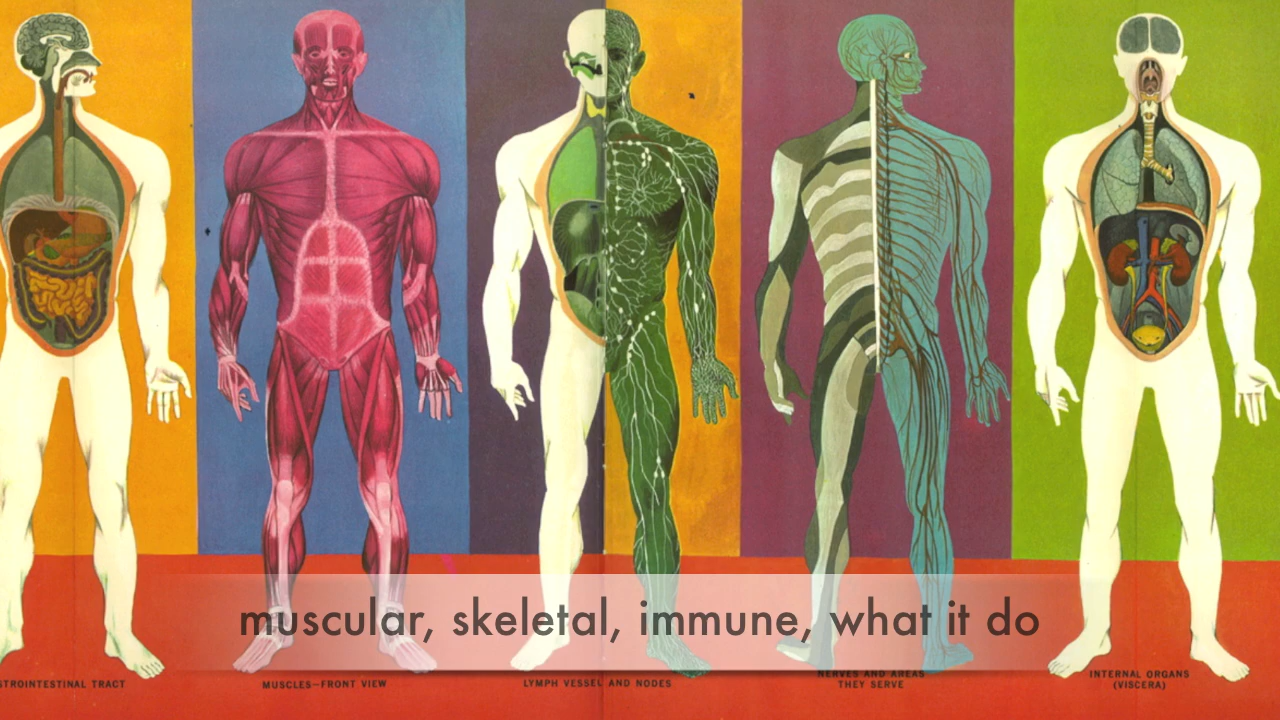 muscular, skeletal, immune, what it do
STROINTESTINAL TRACT
MUSCLES—FRONT VIEW
LYMPH VESSEL AND NODES
NERVES AND AREAS
THEY SERVE
INTERNAL ORGANS
(VISCERA)